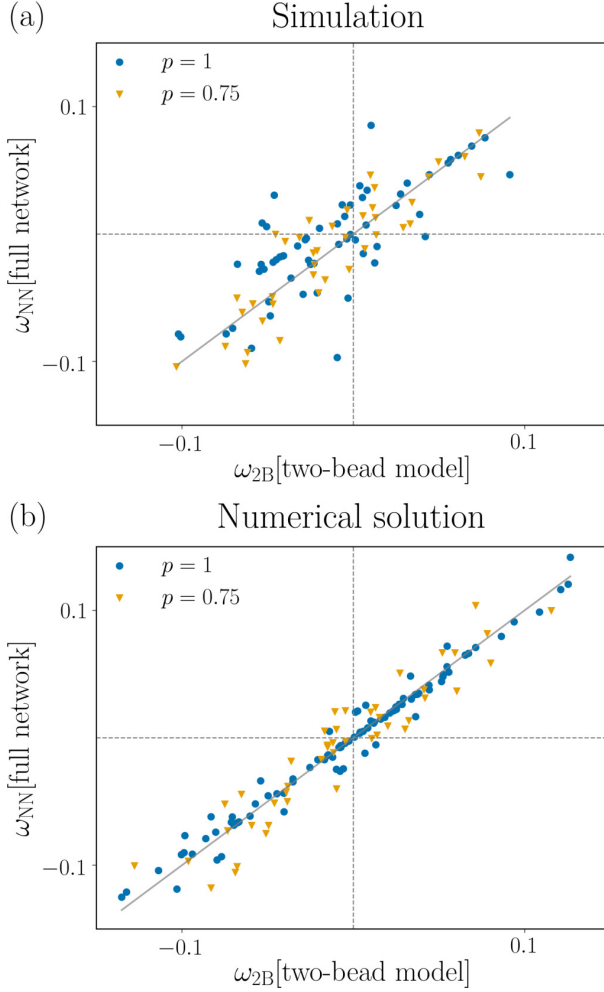 (a) Simulation
p = 1
p = 0.75
0.1
ω_NN[full network]
−0.1
−0.1 0.1
ω_2B[two-bead model]
(b) Numerical solution
p = 1
p = 0.75
0.1
ω_NN[full network]
−0.1
−0.1 0.1
ω_2B[two-bead model]